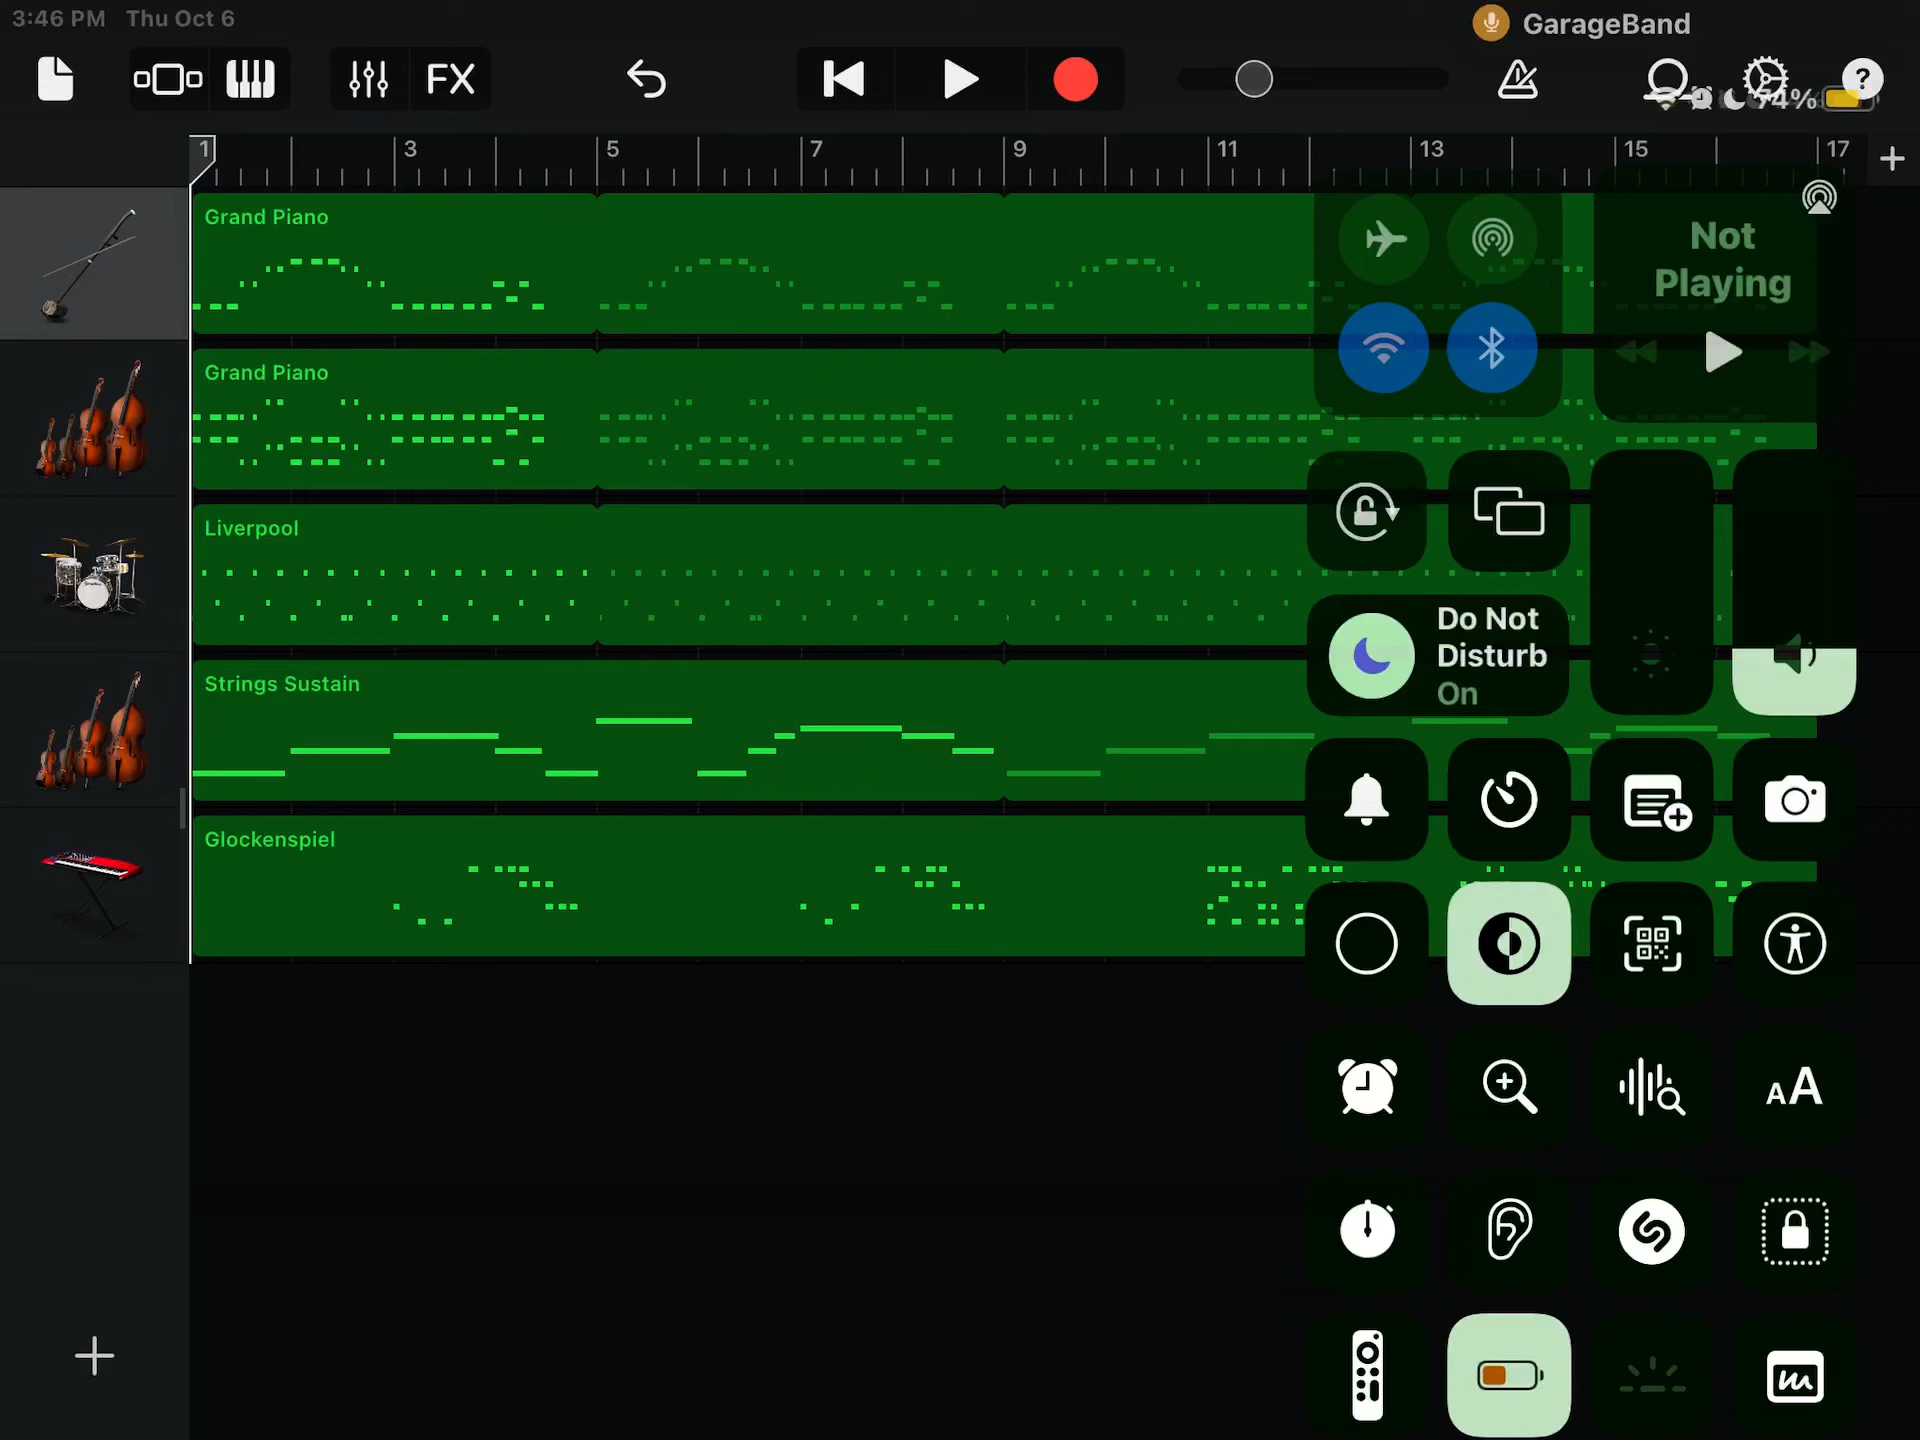 3:46 PM Thu Oct 6
GarageBand
FX
?
74%
1 3 5 7 9 11 13 15 17
Grand Piano
Not
Playing
Grand Piano
Liverpool
Do Not
Disturb
On
Strings Sustain
Glockenspiel
AA